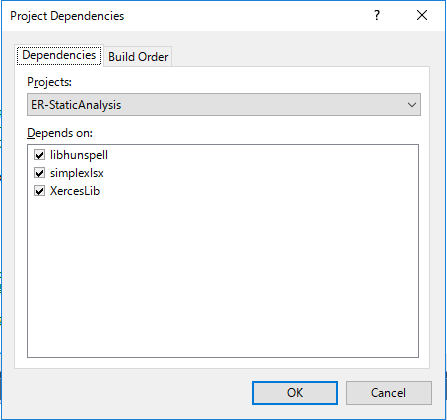 Project Dependencies
Dependencies
Build Order
Projects:
ER-StaticAnalysis
Depends on:
libhunspell
simplexlsx
XercesLib
OK
Cancel